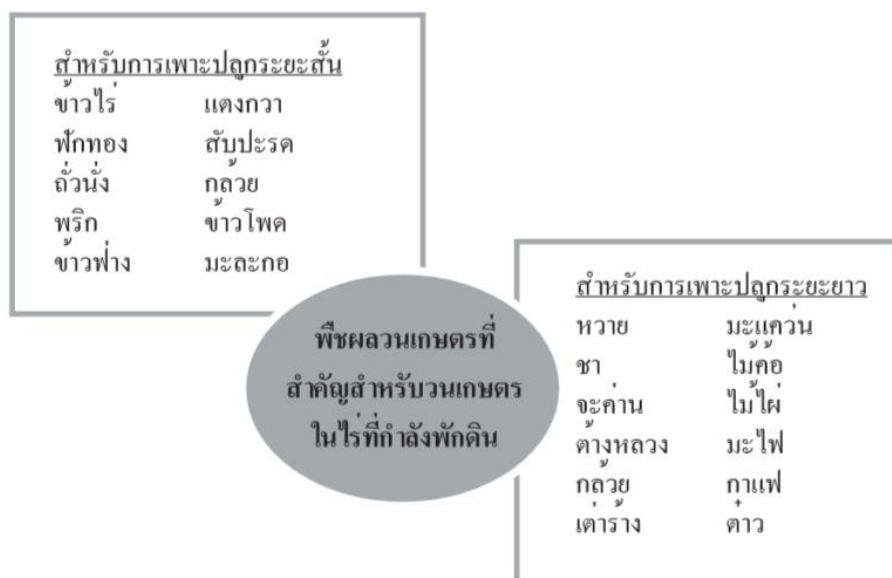 สำหรับการเพาะปลูกระยะสั้น
ข้าวไร่ แตงกวา
ฟักทอง สับปะรด
ถั่วนั่ง กล้วย
พริก ข้าวโพด
ข้าวฟ่าง มะละกอ
พืชผลวนเกษตรที่
สำคัญสำหรับวนเกษตร
ในไร่ที่กำลังพักดิน
สำหรับการเพาะปลูกระยะยาว
หวาย มะแคว่น
ชา ไม้ค้อ
จะค่าน ไม้ไผ่
ต้างหลวง มะไฟ
กล้วย กาแฟ
เต่าร้าง ต๋าว